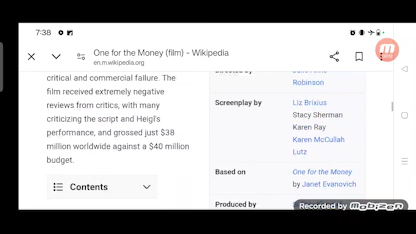 7:38
One for the Money (film) - Wikipedia
en.m.wikipedia.org
critical and commercial failure. The
film received extremely negative
reviews from critics, with many
criticizing the script and Heigl's
performance, and grossed just $38
million worldwide against a $40 million
budget.
Contents
Robinson
Screenplay by
Liz Brixius
Stacy Sherman
Karen Ray
Karen McCullah
Lutz
Based on
One for the Money
by Janet Evanovich
Produced by
Recorded by Mobizen